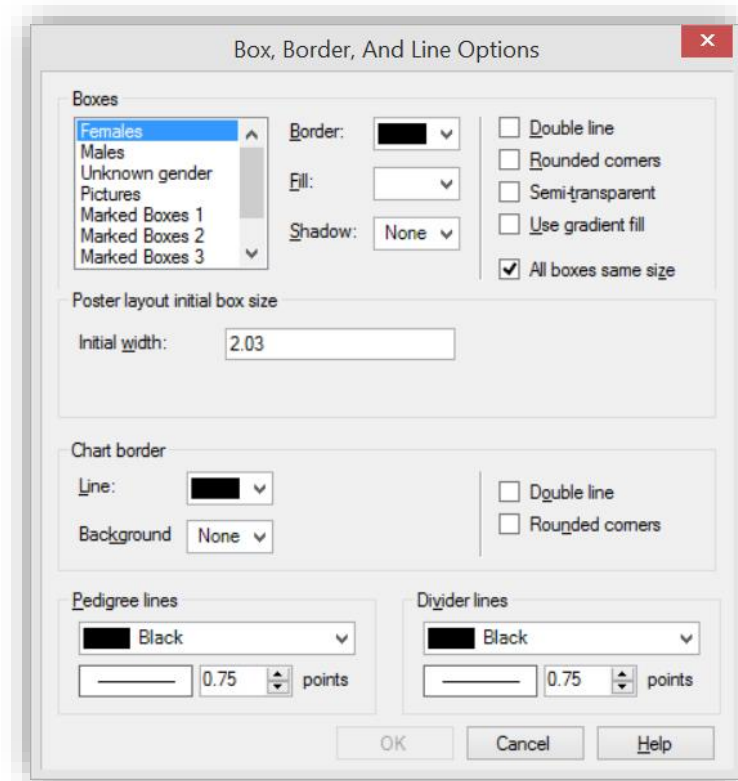 Box, Border, And Line Options
Boxes
Females
Males
Unknown gender
Pictures
Marked Boxes 1
Marked Boxes 2
Marked Boxes 3
Border:
Fill:
Shadow: None
Double line
Rounded corners
Semi-transparent
Use gradient fill
All boxes same size
Poster layout initial box size
Initial width: 2.03
Chart border
Line:
Background None
Double line
Rounded corners
Pedigree lines
Black
0.75 points
Divider lines
Black
0.75 points
OK Cancel Help